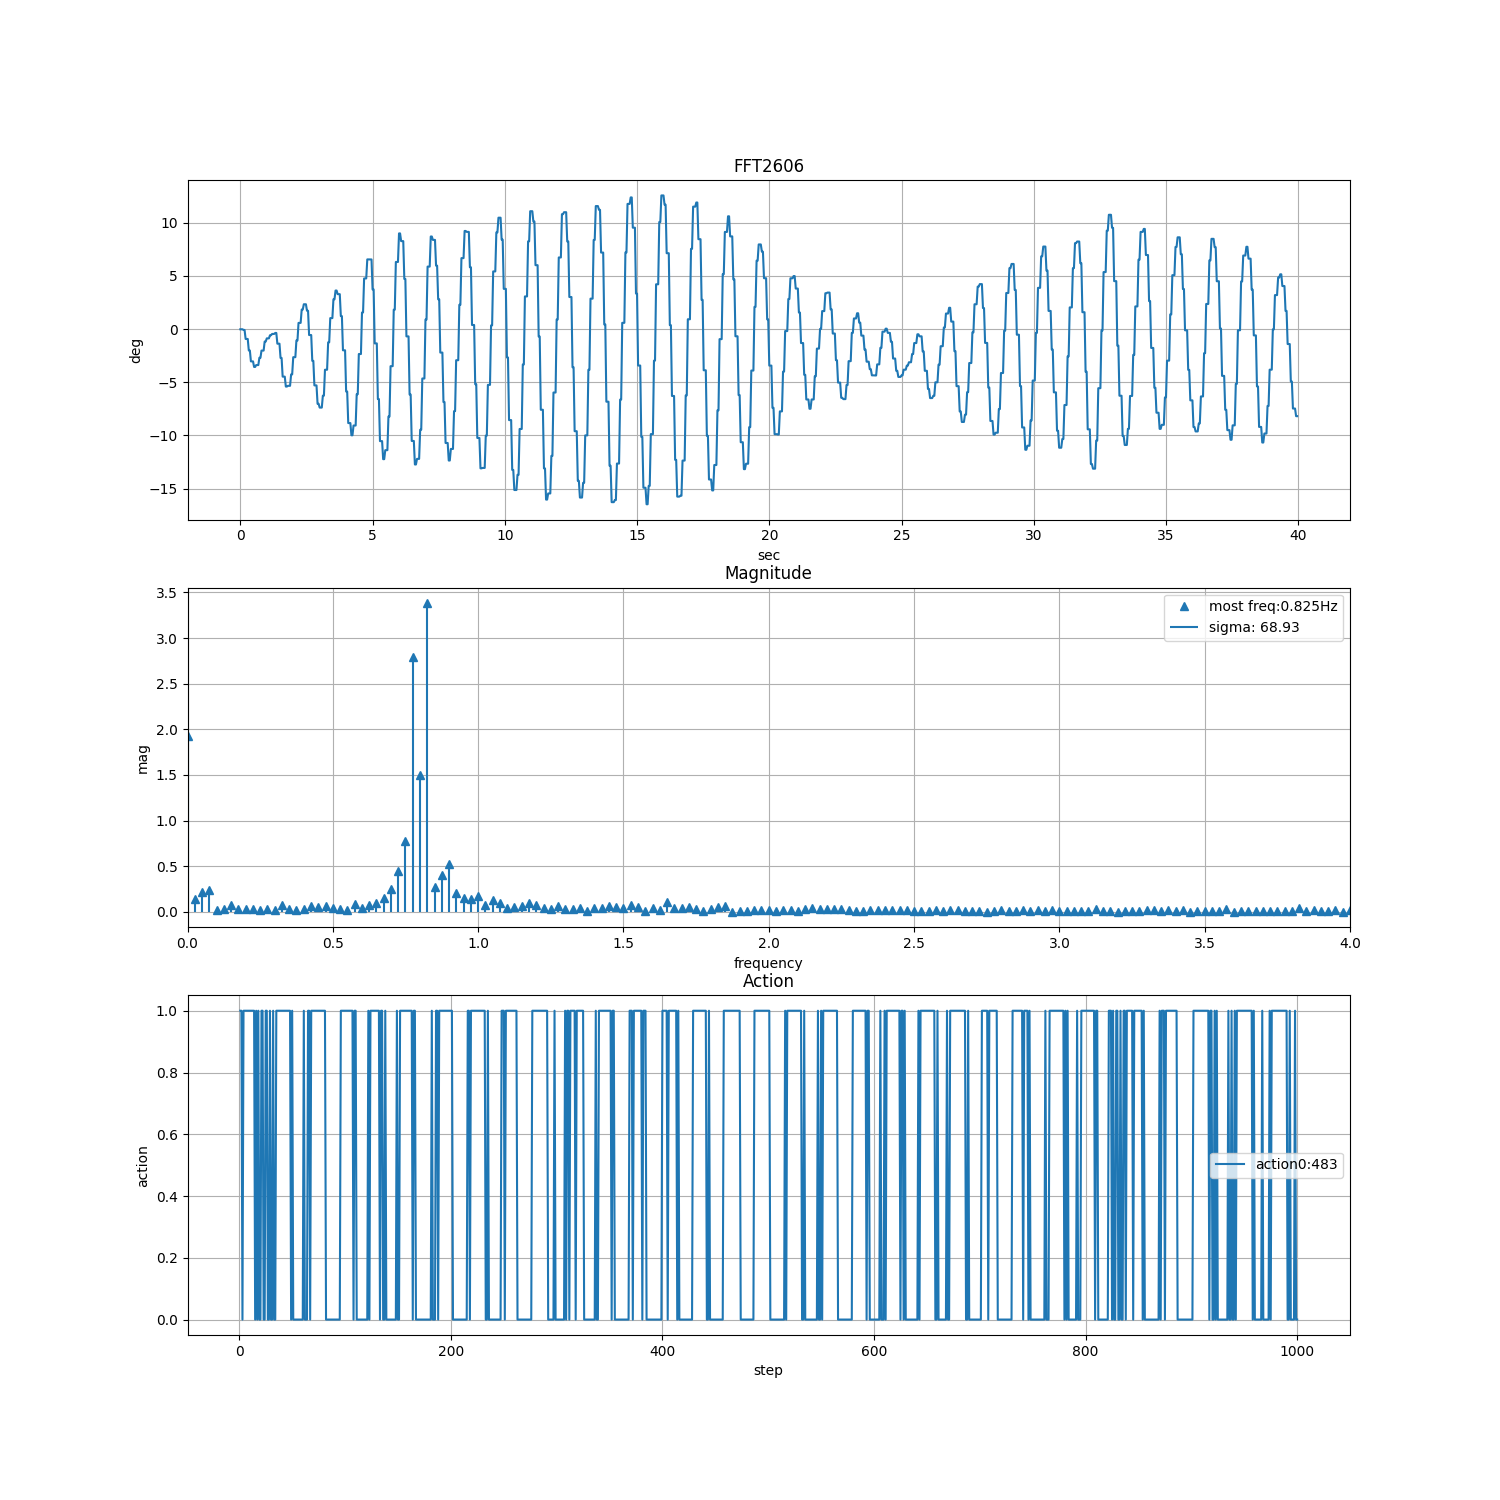 FFT2606
10
5
0
−5
−10
−15
deg
0 5 10 15 20 25 30 35 40
sec
Magnitude
3.5
3.0
2.5
2.0
1.5
1.0
0.5
0.0
mag
most freq:0.825Hz
sigma: 68.93
0.0 0.5 1.0 1.5 2.0 2.5 3.0 3.5 4.0
frequency
Action
1.0
0.8
0.6
0.4
0.2
0.0
action
action0:483
0 200 400 600 800 1000
step